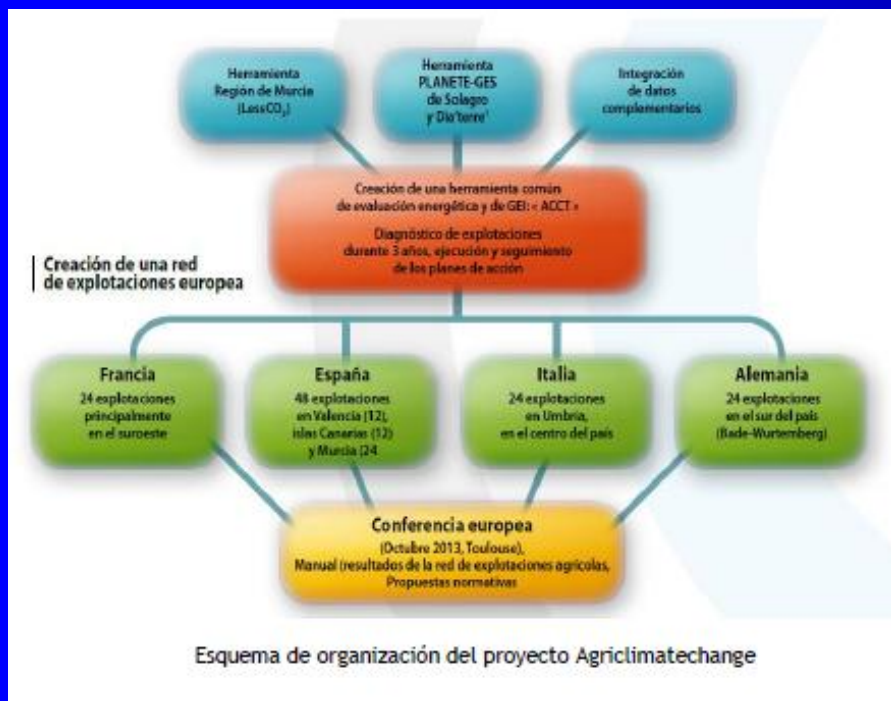 Herramienta
Región de Murcia
(LessCO₂)
Herramienta
PLANETE-GES
de Solagro
y Dia'terre¹
Integración
de datos
complementarios
Creación de una herramienta común
de evaluación energética y de GEI: « ACCT »
Diagnóstico de explotaciones
durante 3 años, ejecución y seguimiento
de los planes de acción
Creación de una red
de explotaciones europea
Francia
24 explotaciones
principalmente
en el suroeste
España
48 explotaciones
en Valencia (12),
islas Canarias (12)
y Murcia (24
Italia
24 explotaciones
en Umbria,
en el centro del país
Alemania
24 explotaciones
en el sur del país
(Bade-Wurtemberg)
Conferencia europea
(Octubre 2013, Toulouse),
Manual (resultados de la red de explotaciones agrícolas,
Propuestas normativas
Esquema de organización del proyecto Agriclimatechange